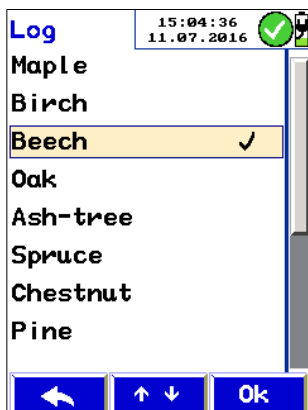 Log
15:04:36
11.07.2016
Maple
Birch
Beech
Oak
Ash-tree
Spruce
Chestnut
Pine
Ok